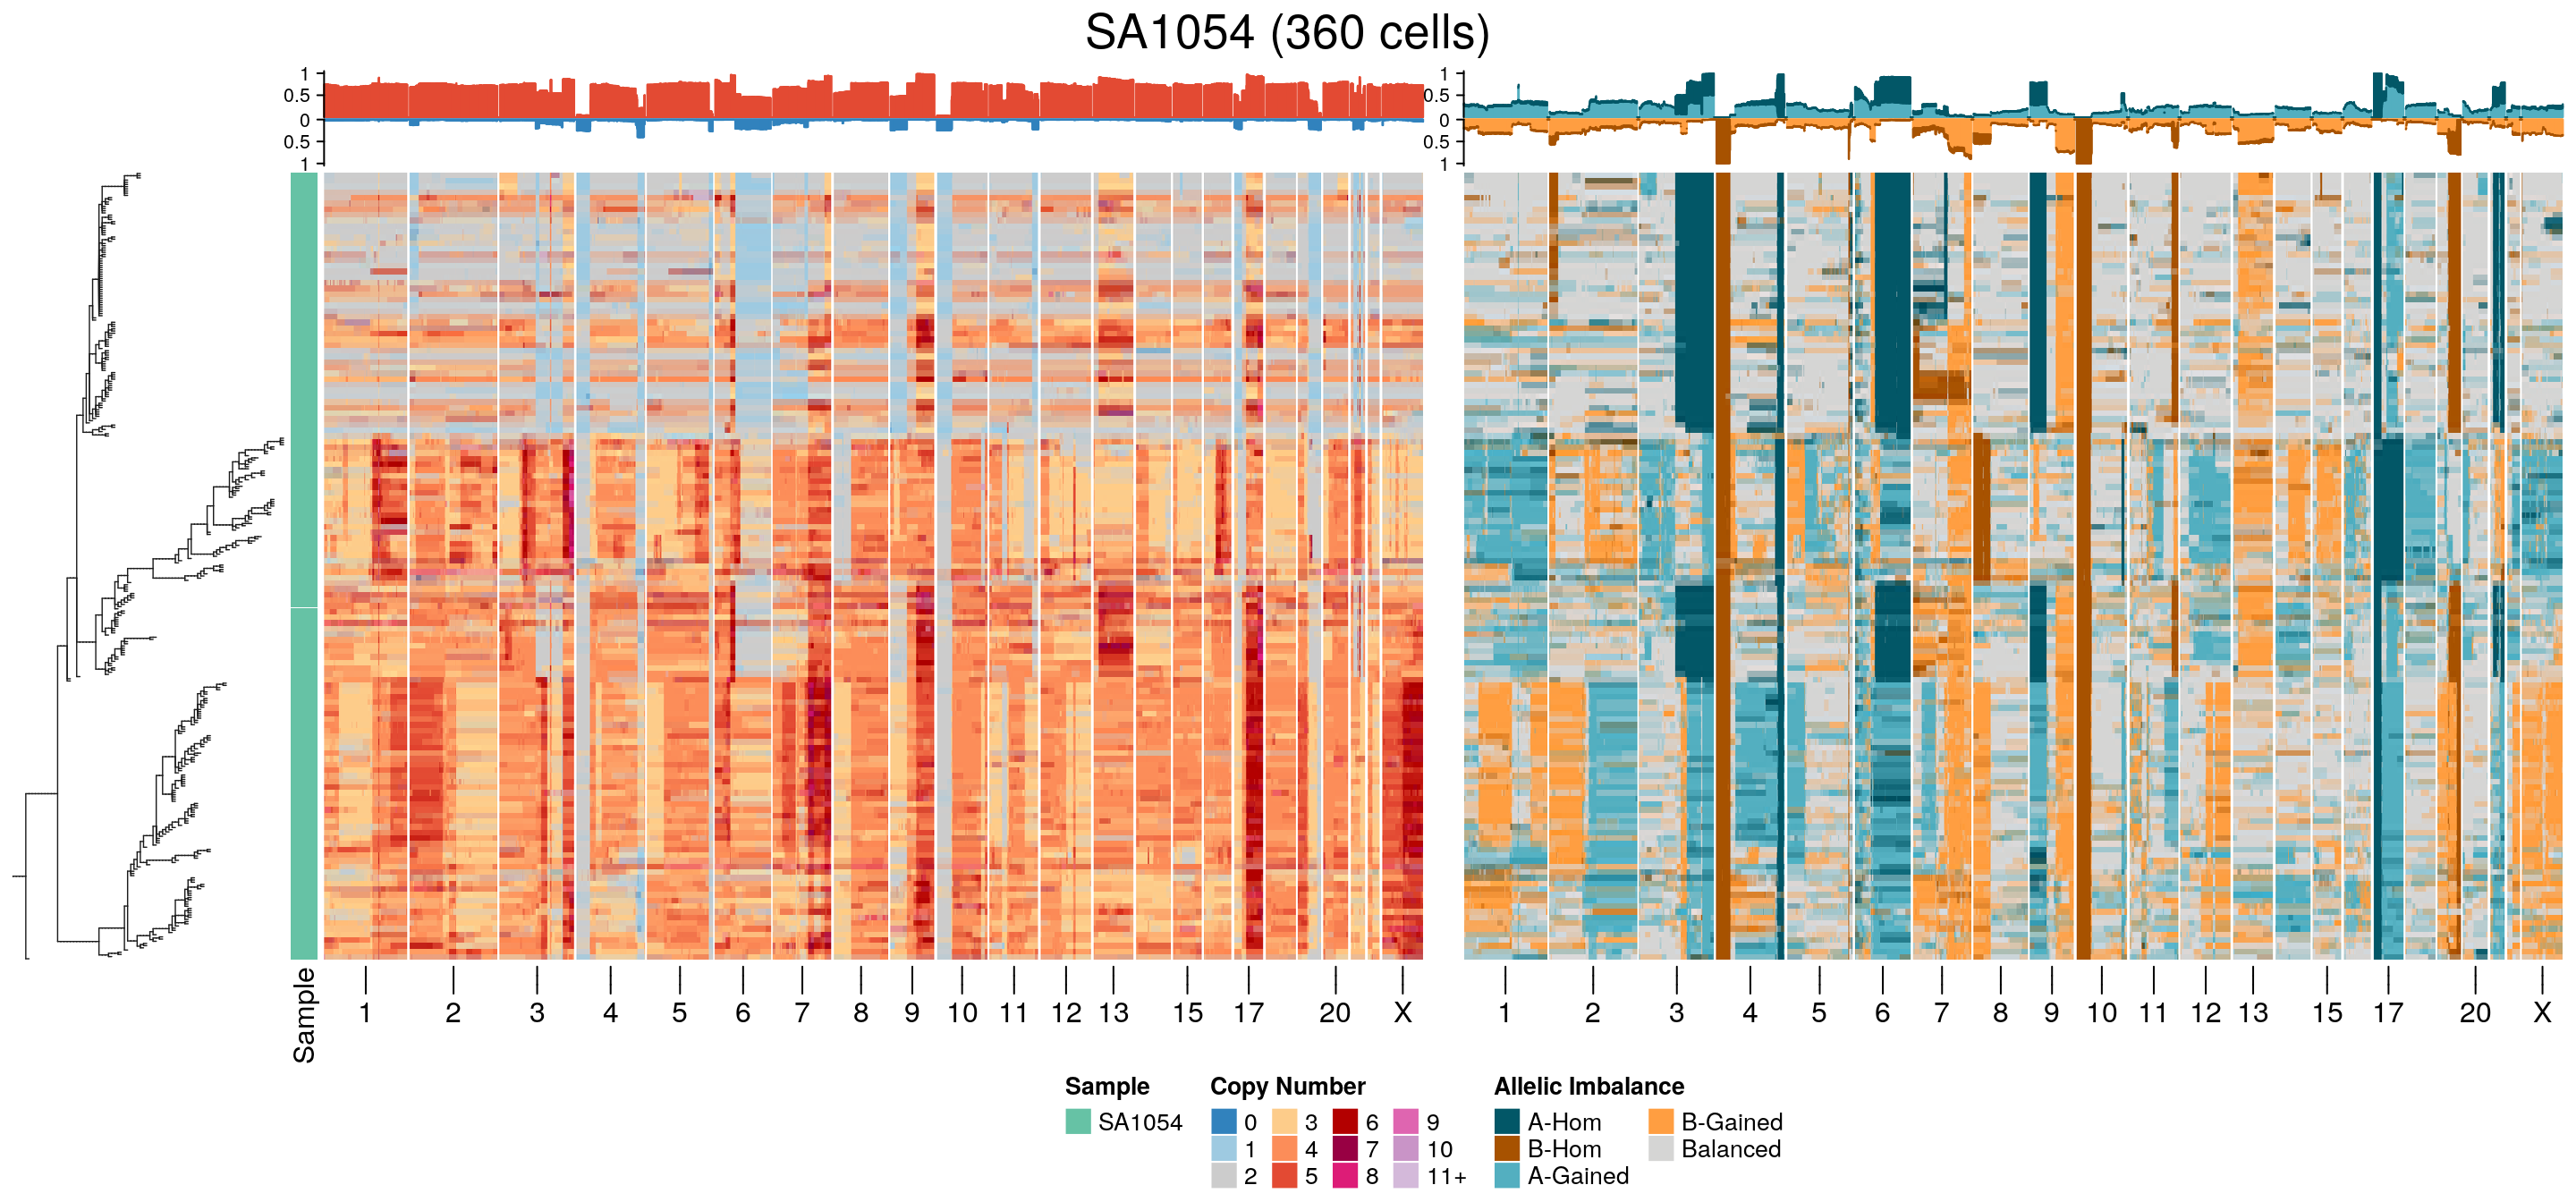 SA1054 (360 cells)
1
0.5
0
0.5
1
1
0.5
0
0.5
1
Sample
1 2 3 4 5 6 7 8 9 10 11 12 13 15 17 20 X
1 2 3 4 5 6 7 8 9 10 11 12 13 15 17 20 X
Sample
SA1054
Copy Number
0 3 6 9
1 4 7 10
2 5 8 11+
Allelic Imbalance
A-Hom B-Gained
B-Hom Balanced
A-Gained